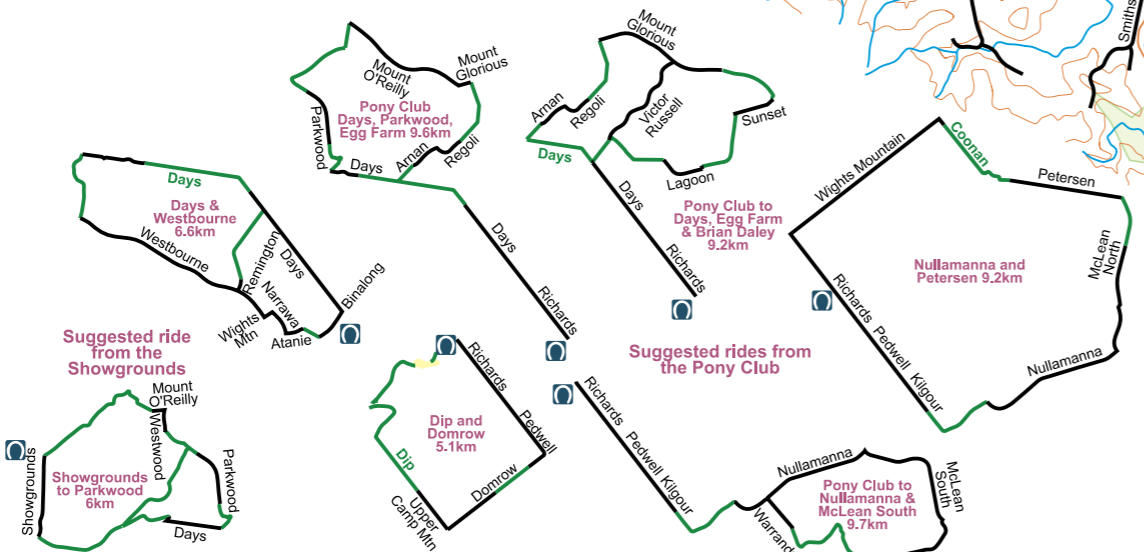 Mount
Glorious
Mount
O'Reilly
Mount
Glorious
Pony Club
Days, Parkwood,
Egg Farm 9.6km
Parkwood
Days
Arnan
Regoli
Days
Richards
Arnan
Regoli
Victor
Russell
Sunset
Days
Lagoon
Days
Richards
Pony Club to
Days, Egg Farm
& Brian Daley
9.2km
Smiths
Wights Mountain
Coonan
Petersen
McLean
North
Nullamanna and
Petersen 9.2km
Richards
Pedwell
Kilgour
Nullamanna
Days
Days &
Westbourne
6.6km
Westbourne
Remington
Days
Narrawa
Binalong
Wights
Mtn
Atanie
Suggested ride
from the
Showgrounds
Suggested rides from
the Pony Club
Mount
O'Reilly
Westwood
Parkwood
Showgrounds
Showgrounds
to Parkwood
6km
Days
Richards
Dip and
Domrow
5.1km
Pedwell
Dip
Domrow
Upper
Camp Mtn
Richards
Pedwell
Kilgour
Nullamanna
McLean
South
Pony Club to
Nullamanna &
McLean South
9.7km